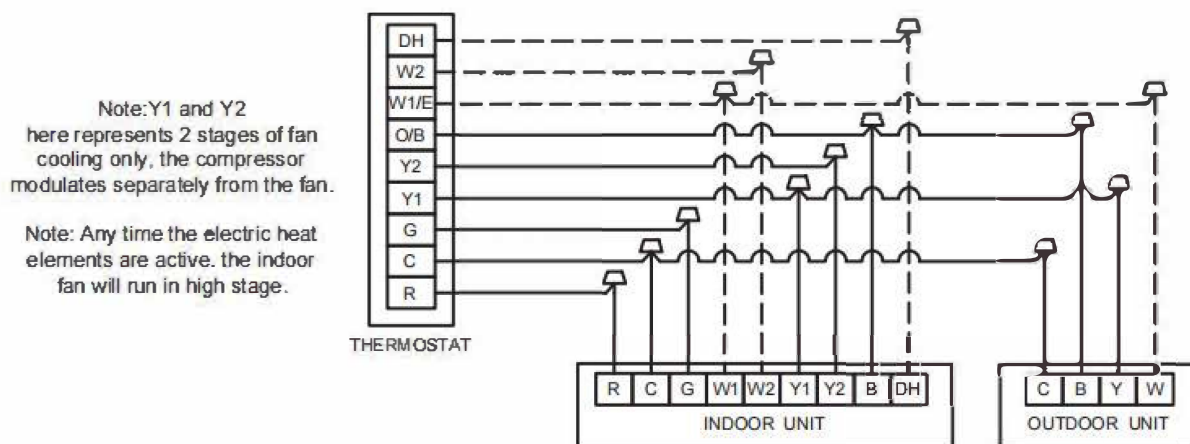 Note:Y1 and Y2
here represents 2 stages of fan
cooling only, the compressor
modulates separately from the fan.
Note: Any time the electric heat
elements are active. the indoor
fan will run in high stage.
DH
W2
W1/E
O/B
Y2
Y1
G
C
R
THERMOSTAT
R C G W1 W2 Y1 Y2 B DH
INDOOR UNIT
C B Y W
OUTDOOR UNIT